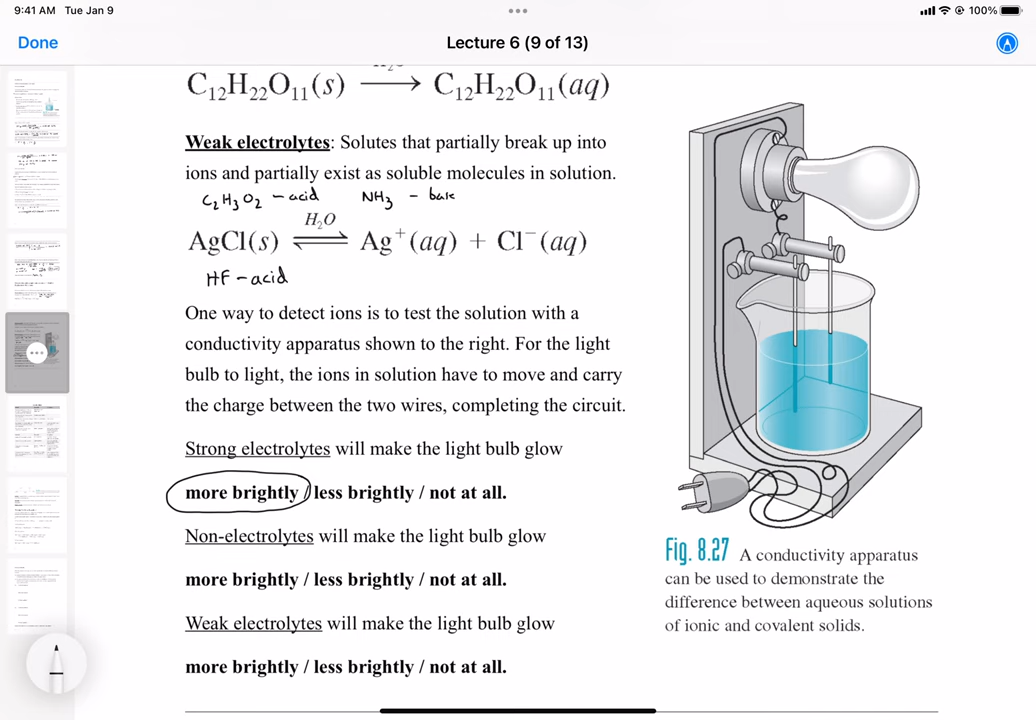 9:41 AM Tue Jan 9
100%
Done
Lecture 6 (9 of 13)
C₁₂H₂₂O₁₁(s) ⟶ C₁₂H₂₂O₁₁(aq)
Weak electrolytes: Solutes that partially break up into
ions and partially exist as soluble molecules in solution.
C₂H₃O₂ - acid NH₃ - base
H₂O
AgCl(s) ⇌ Ag⁺(aq) + Cl⁻(aq)
HF - acid
One way to detect ions is to test the solution with a
conductivity apparatus shown to the right. For the light
bulb to light, the ions in solution have to move and carry
the charge between the two wires, completing the circuit.
Strong electrolytes will make the light bulb glow
more brightly / less brightly / not at all.
Non-electrolytes will make the light bulb glow
more brightly / less brightly / not at all.
Weak electrolytes will make the light bulb glow
more brightly / less brightly / not at all.
Fig. 8.27 A conductivity apparatus
can be used to demonstrate the
difference between aqueous solutions
of ionic and covalent solids.